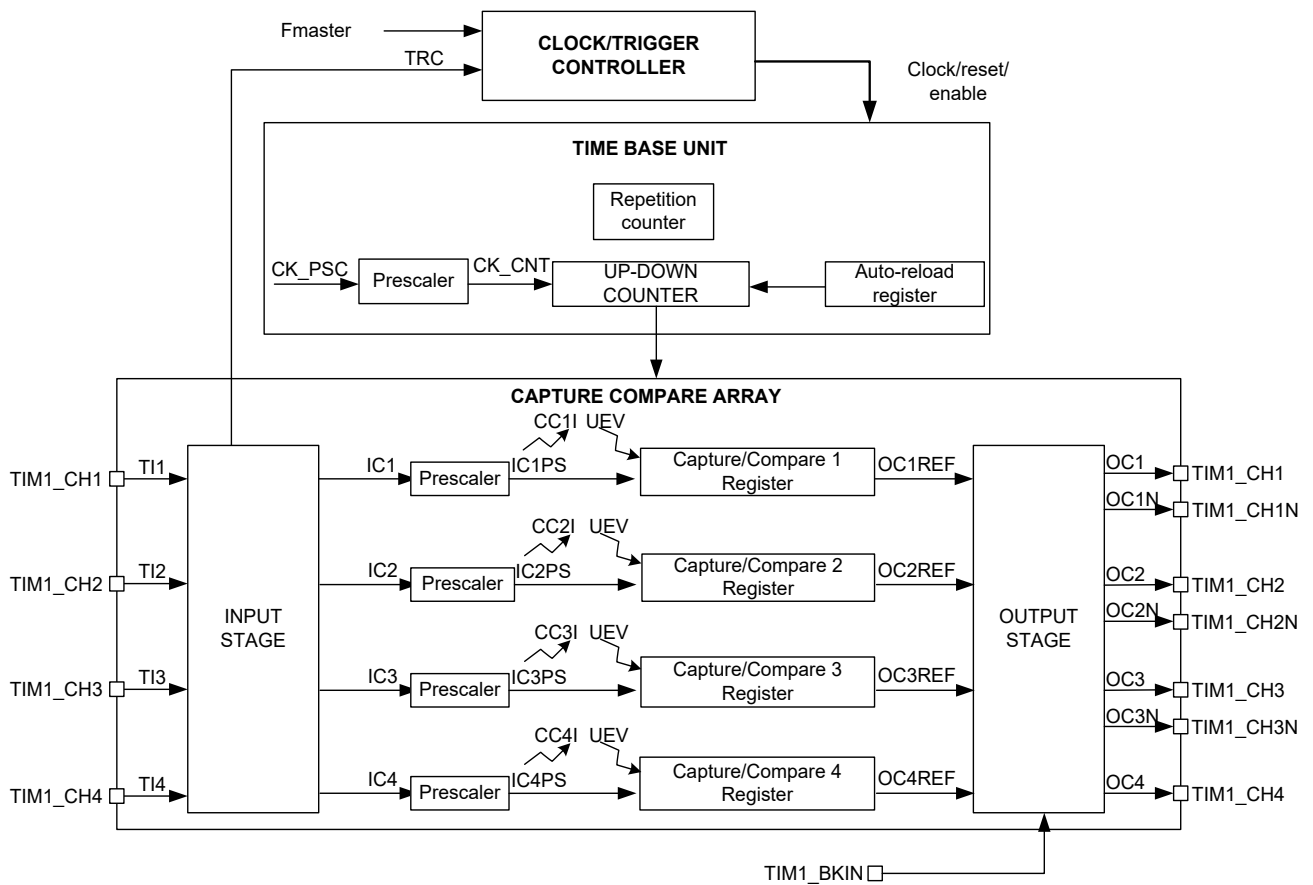 Fmaster
TRC
CLOCK/TRIGGER
CONTROLLER
Clock/reset/
enable
TIME BASE UNIT
Repetition
counter
CK_PSC
Prescaler
CK_CNT
UP-DOWN
COUNTER
Auto-reload
register
CAPTURE COMPARE ARRAY
TIM1_CH1
TI1
IC1
Prescaler
CC1I
UEV
IC1PS
Capture/Compare 1
Register
OC1REF
OC1
TIM1_CH1
OC1N
TIM1_CH1N
TIM1_CH2
TI2
IC2
Prescaler
CC2I
UEV
IC2PS
Capture/Compare 2
Register
OC2REF
OC2
TIM1_CH2
OC2N
TIM1_CH2N
INPUT
STAGE
OUTPUT
STAGE
TIM1_CH3
TI3
IC3
Prescaler
CC3I
UEV
IC3PS
Capture/Compare 3
Register
OC3REF
OC3
TIM1_CH3
OC3N
TIM1_CH3N
TIM1_CH4
TI4
IC4
Prescaler
CC4I
UEV
IC4PS
Capture/Compare 4
Register
OC4REF
OC4
TIM1_CH4
TIM1_BKIN